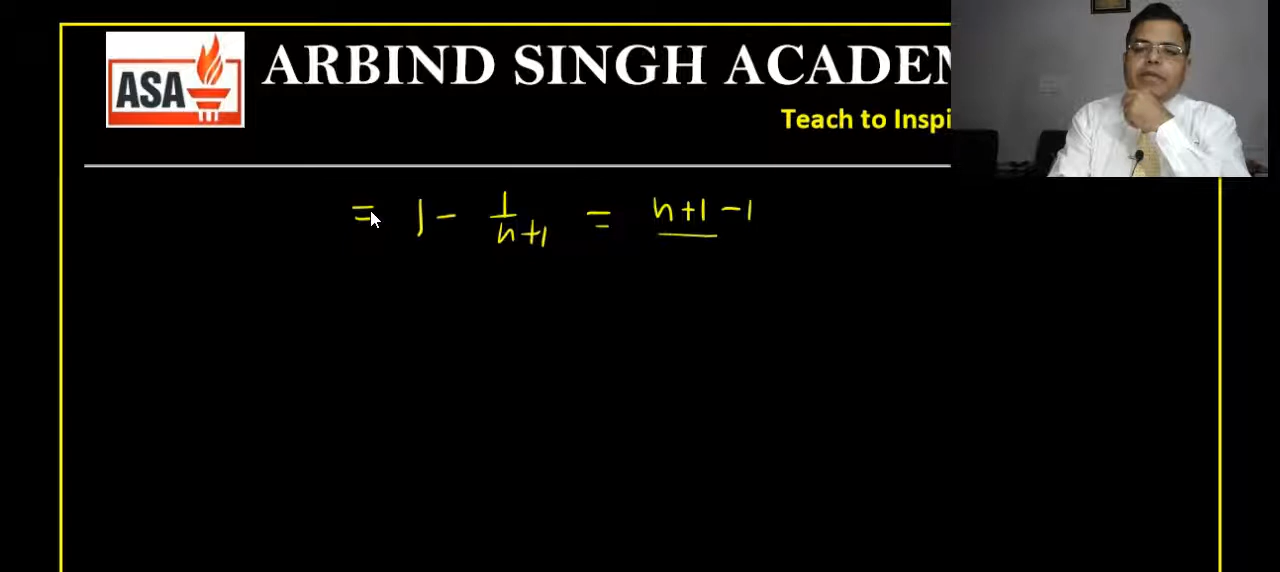 ASA
ARBIND SINGH ACADEM
Teach to Inspi
= 1 - 1/n+1 = n+1 -1